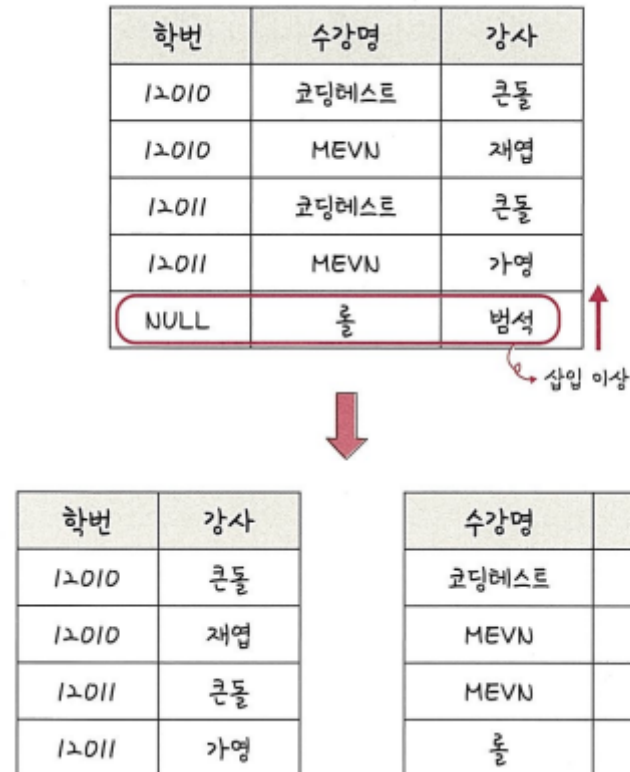 학번 수강명 강사
12010 코딩테스트 큰돌
12010 MEVN 재엽
12011 코딩테스트 큰돌
12011 MEVN 가영
NULL 롤 범석
삽입 이상
학번 강사
12010 큰돌
12010 재엽
12011 큰돌
12011 가영
수강명
코딩테스트
MEVN
MEVN
롤